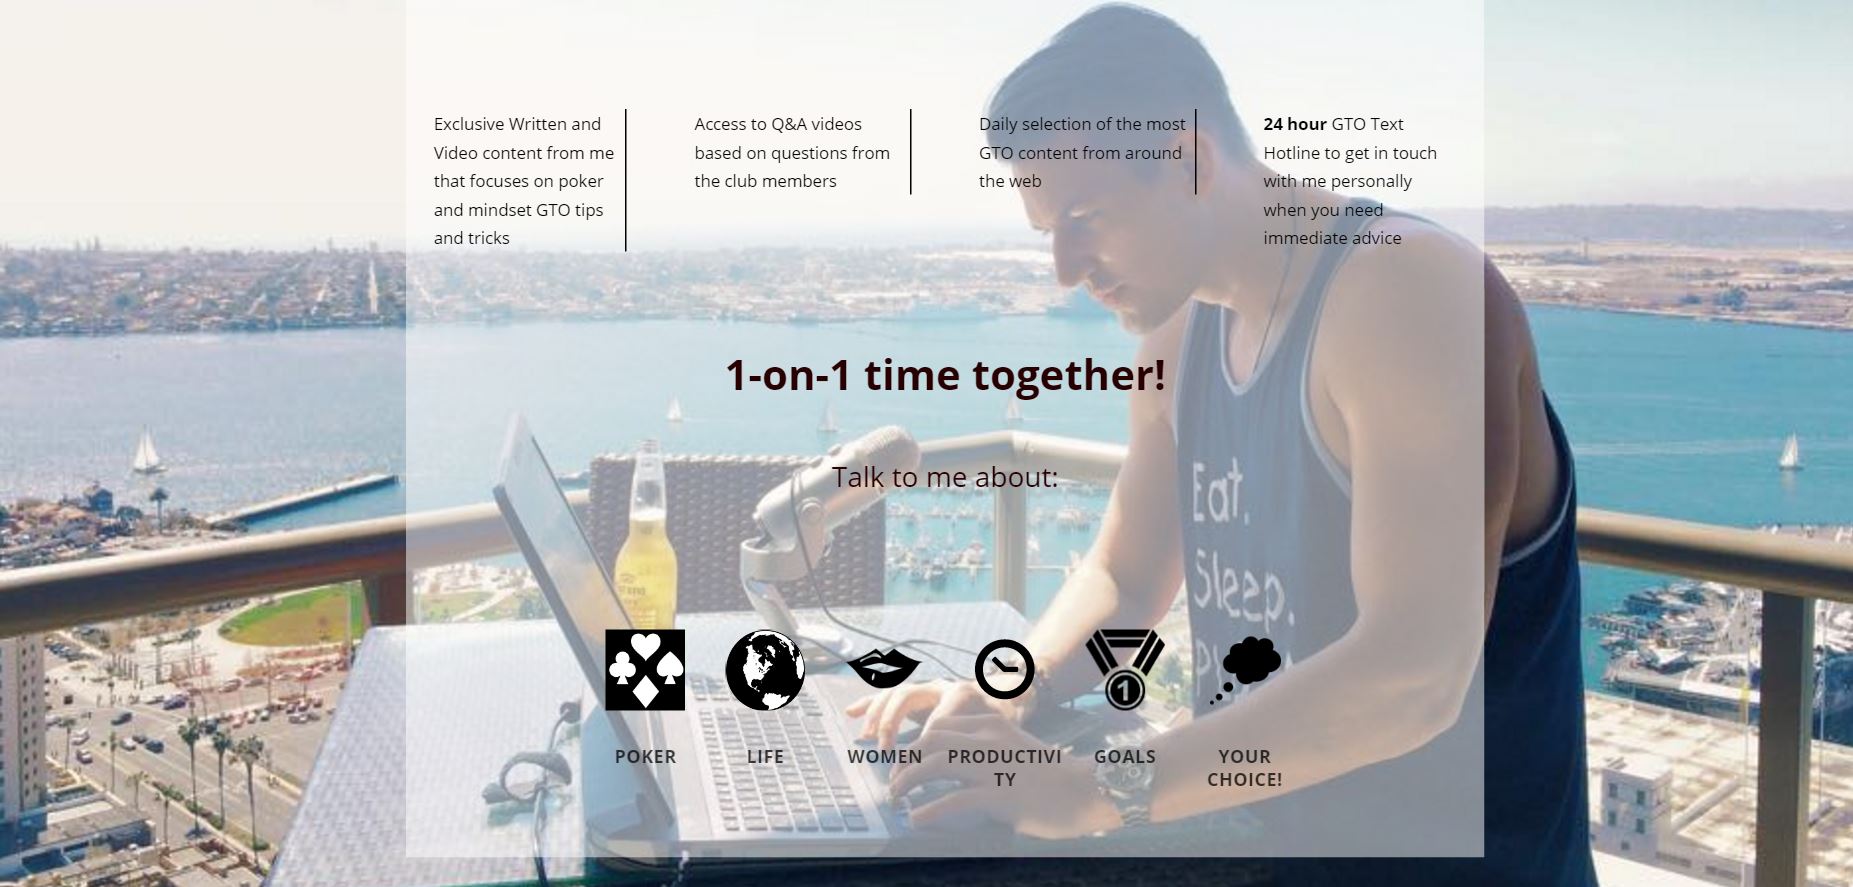 Exclusive Written and
Video content from me
that focuses on poker
and mindset GTO tips
and tricks
Access to Q&A videos
based on questions from
the club members
Daily selection of the most
GTO content from around
the web
24 hour GTO Text
Hotline to get in touch
with me personally
when you need
immediate advice
1-on-1 time together!
Talk to me about:
Eat.
Sleep.
1
POKER
LIFE
WOMEN
PRODUCTIVI
TY
GOALS
YOUR
CHOICE!